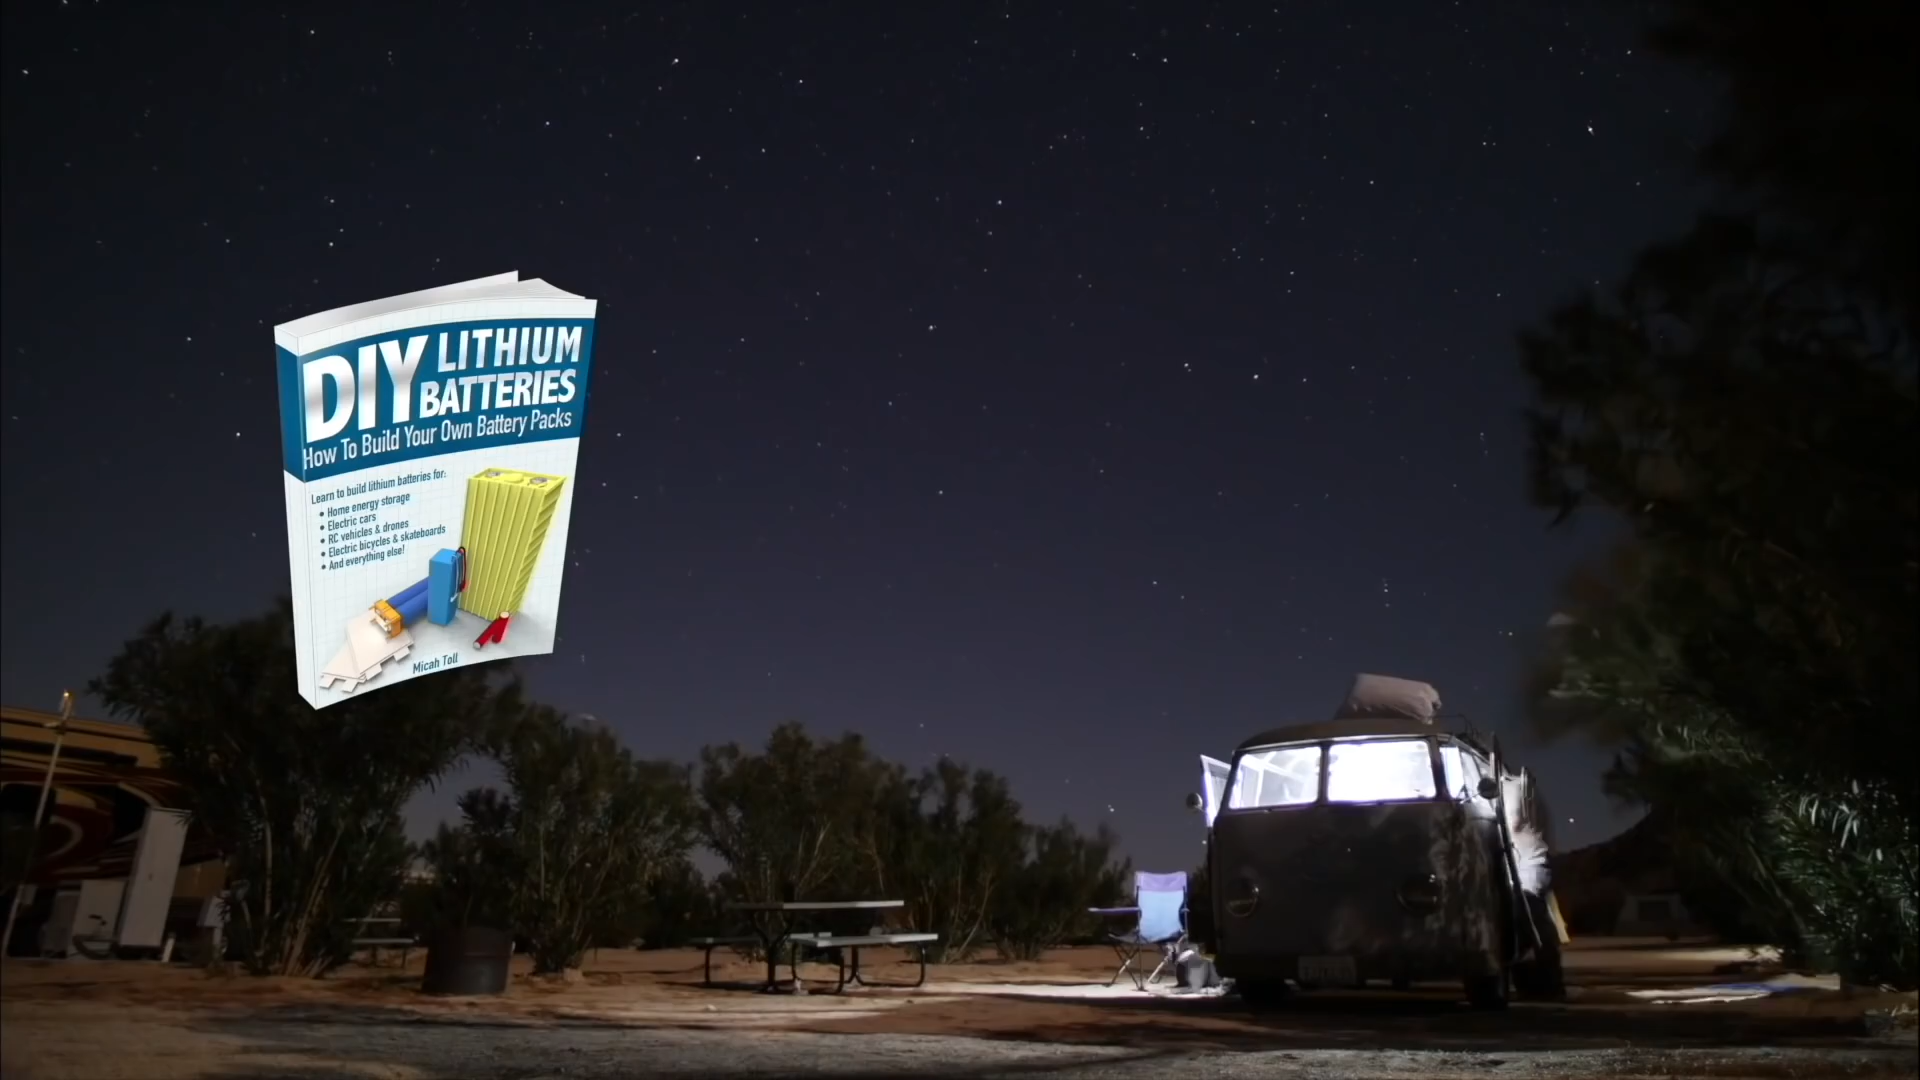 DIY LITHIUM
BATTERIES
How To Build Your Own Battery Packs
Learn to build lithium batteries for:
• Home energy storage
• Electric cars
• RC vehicles & drones
• Electric bicycles & skateboards
• And everything else!
Micah Toll